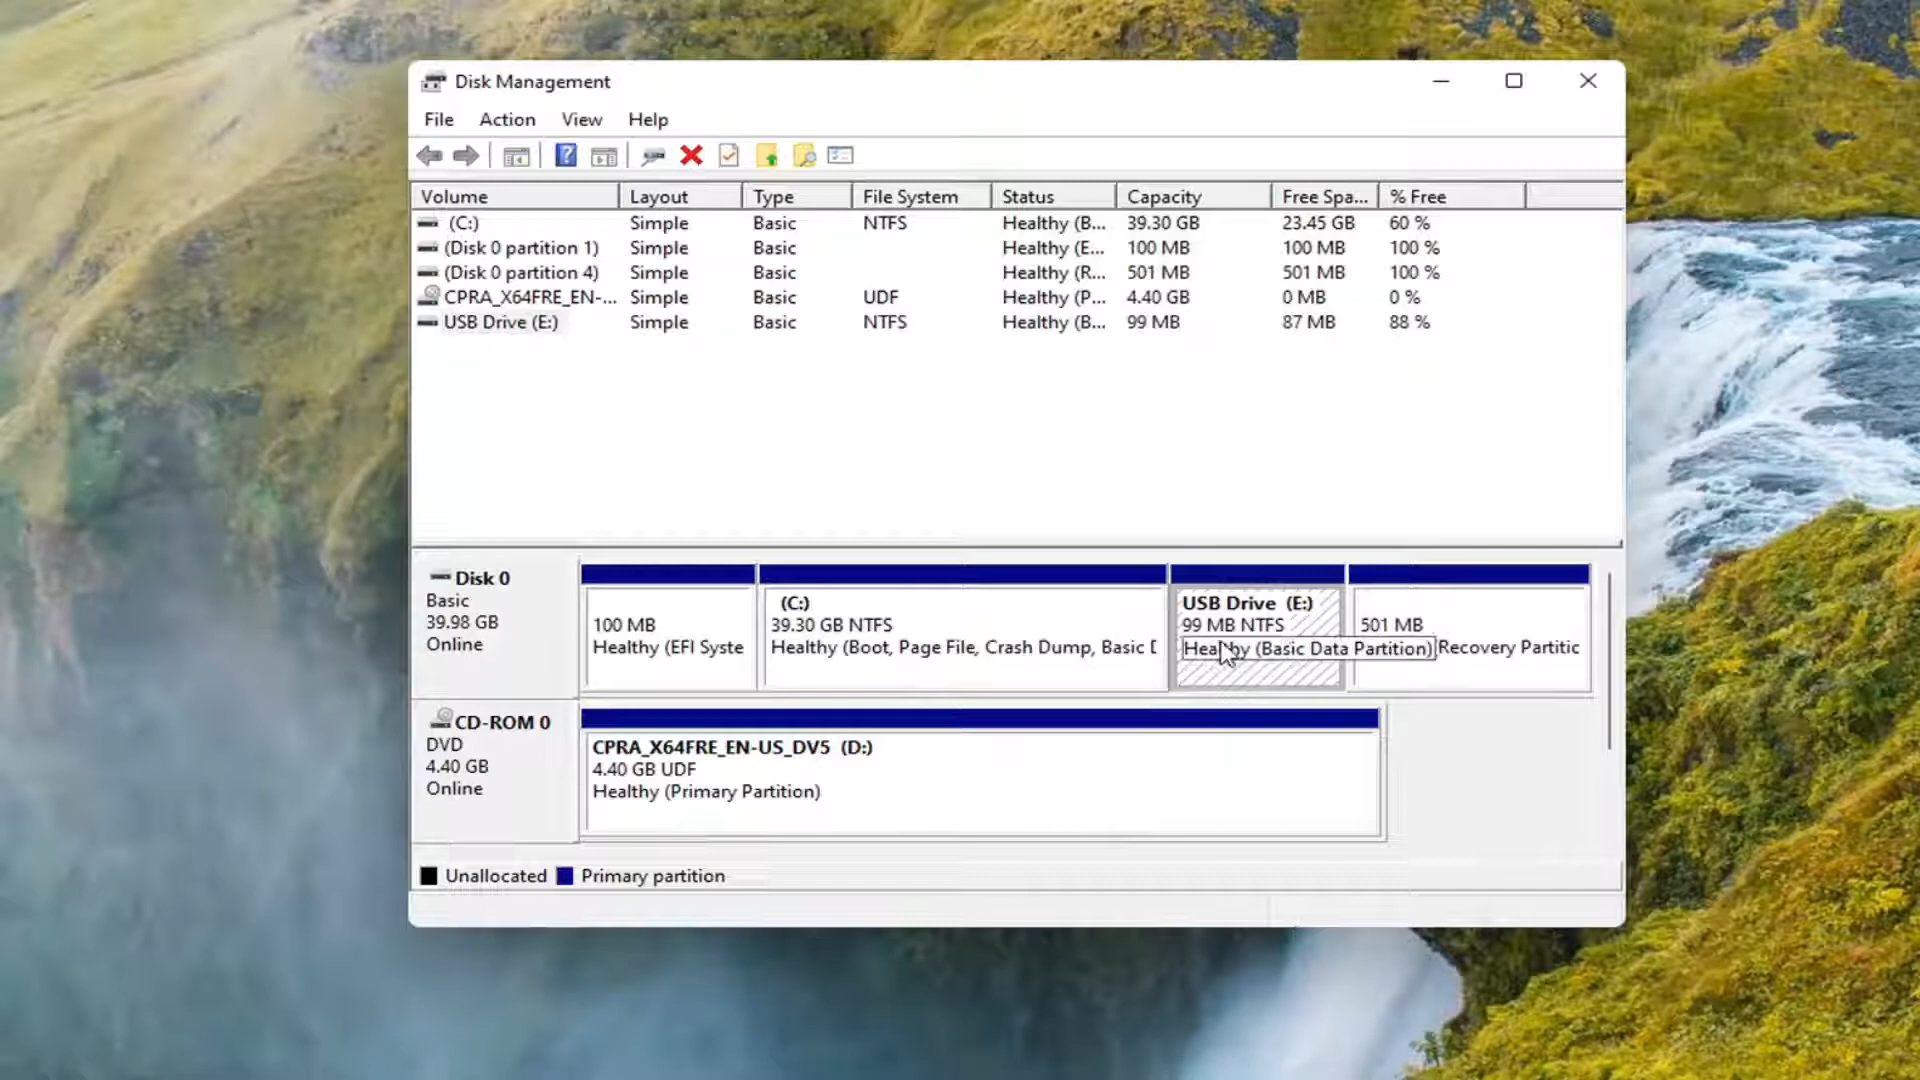 Disk Management
File Action View Help
Volume Layout Type File System Status Capacity Free Spa... % Free
(C:) Simple Basic NTFS Healthy (B... 39.30 GB 23.45 GB 60 %
(Disk 0 partition 1) Simple Basic Healthy (E... 100 MB 100 MB 100 %
(Disk 0 partition 4) Simple Basic Healthy (R... 501 MB 501 MB 100 %
CPRA_X64FRE_EN-... Simple Basic UDF Healthy (P... 4.40 GB 0 MB 0 %
USB Drive (E:) Simple Basic NTFS Healthy (B... 99 MB 87 MB 88 %
Disk 0
Basic
39.98 GB
Online
100 MB
Healthy (EFI Syste
(C:)
39.30 GB NTFS
Healthy (Boot, Page File, Crash Dump, Basic D
USB Drive (E:)
99 MB NTFS
Healthy (Basic Data Partition)
501 MB
Recovery Partitic
CD-ROM 0
DVD
4.40 GB
Online
CPRA_X64FRE_EN-US_DV5 (D:)
4.40 GB UDF
Healthy (Primary Partition)
Unallocated Primary partition